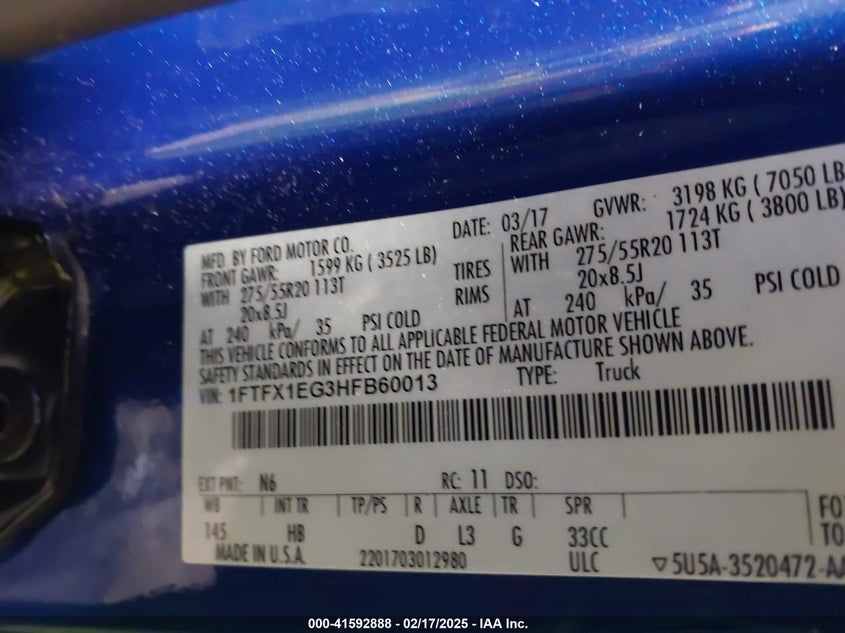 MFD. BY FORD MOTOR CO. DATE: 03/17 GVWR: 3198 KG ( 7050 LB
FRONT GAWR: 1599 KG ( 3525 LB) REAR GAWR: 1724 KG ( 3800 LB)
WITH 275/55R20 113T TIRES WITH 275/55R20 113T
20x8.5J RIMS 20x8.5J
AT 240 kPa/ 35 PSI COLD AT 240 kPa/ 35 PSI COLD
THIS VEHICLE CONFORMS TO ALL APPLICABLE FEDERAL MOTOR VEHICLE
SAFETY STANDARDS IN EFFECT ON THE DATE OF MANUFACTURE SHOWN ABOVE.
VIN: 1FTFX1EG3HFB60013 TYPE: Truck
EXT PNT: N6 RC: 11 DSO:
WB INT TR TP/PS R AXLE TR SPR
145 HB D L3 G 33CC
MADE IN U.S.A. 2201703012980 ULC ▽5U5A-3520472-AA
FO
TO
000-41592888 - 02/17/2025 - IAA Inc.